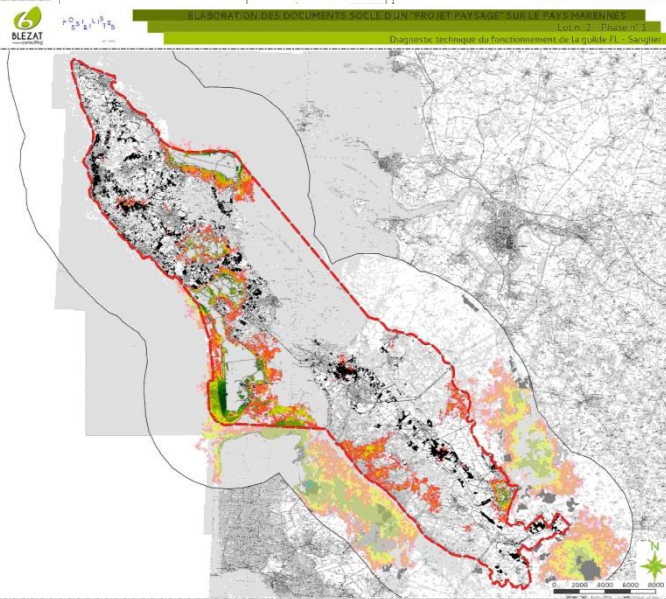 BLEZAT
consulting
ELABORATION DES DOCUMENTS SOCLE D'UN "PROJET PAYSAGE" SUR LE PAYS MARENNES
Lot n°2 - Phase n°1
Diagnostic technique du fonctionnement de la guilde FL - Sanglier
N
0 2000 4000 6000 8000